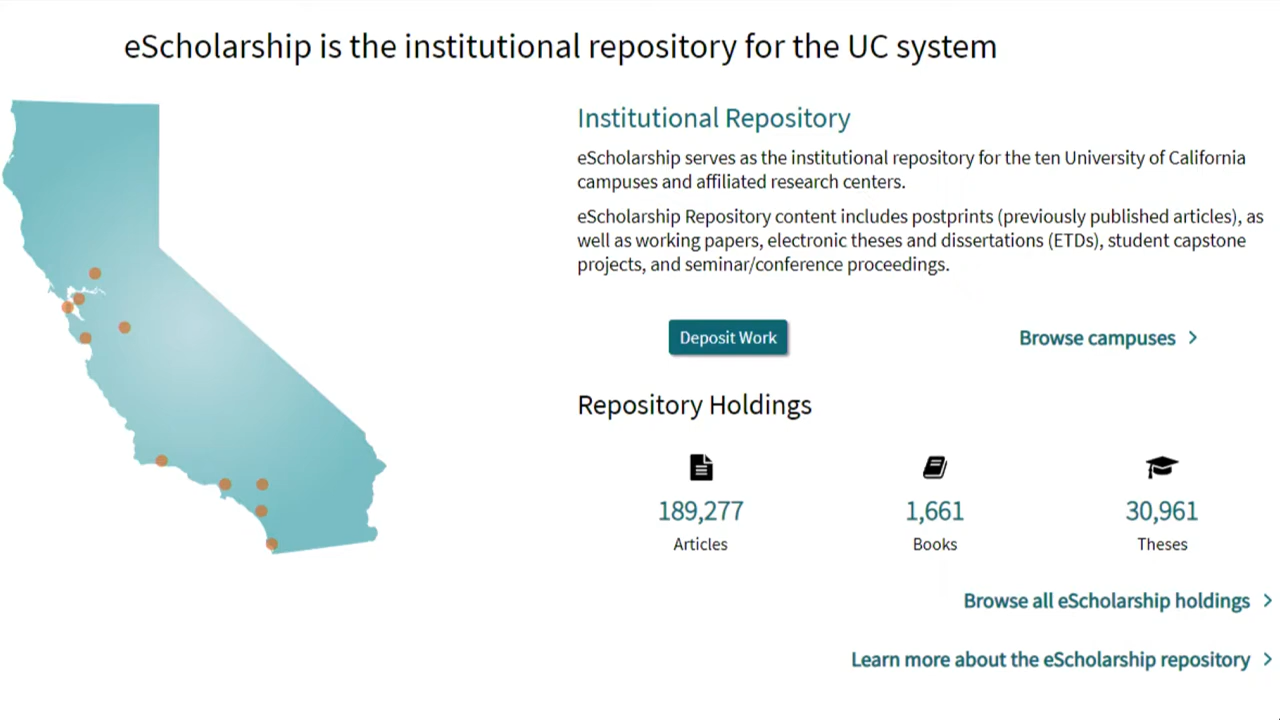 eScholarship is the institutional repository for the UC system
Institutional Repository
eScholarship serves as the institutional repository for the ten University of California
campuses and affiliated research centers.
eScholarship Repository content includes postprints (previously published articles), as
well as working papers, electronic theses and dissertations (ETDs), student capstone
projects, and seminar/conference proceedings.
Deposit Work
Browse campuses
Repository Holdings
189,277
1,661
30,961
Articles
Books
Theses
Browse all eScholarship holdings
Learn more about the eScholarship repository